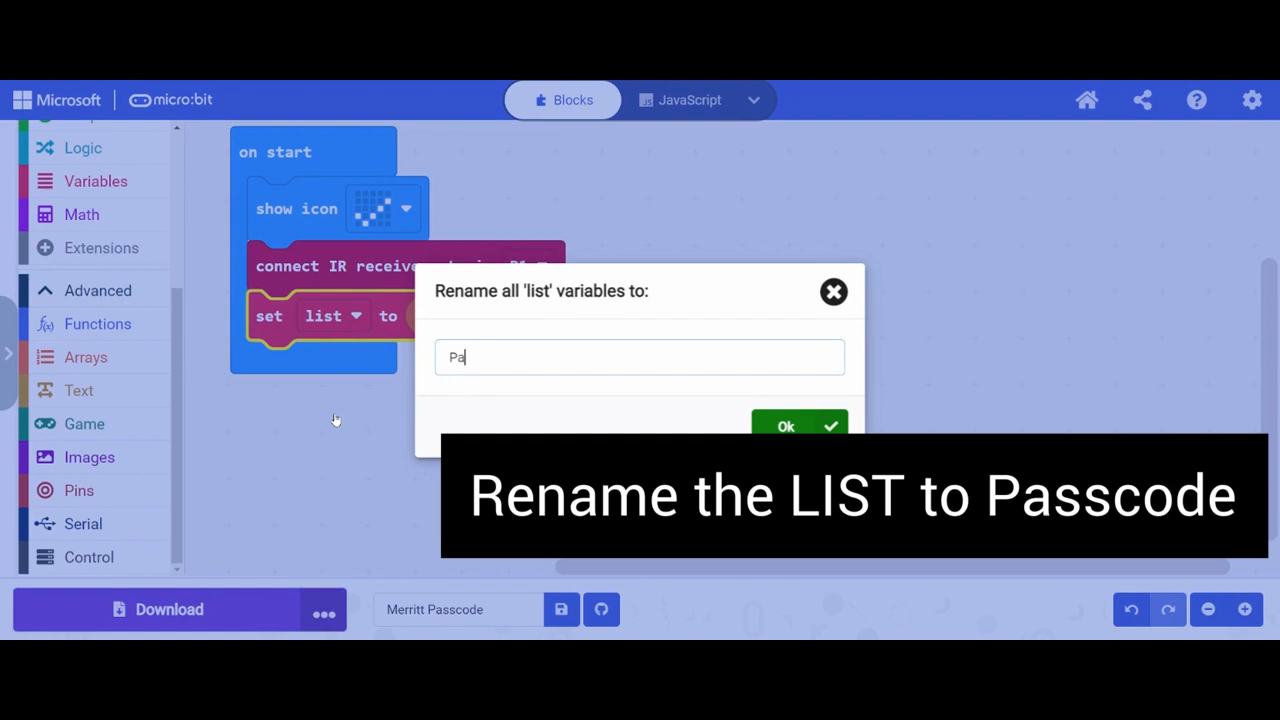 Microsoft | micro:bit
Blocks
JavaScript
Logic
Variables
Math
Extensions
Advanced
Functions
Arrays
Text
Game
Images
Pins
Serial
Control
on start
show icon
connect IR receive
set list to
Rename all 'list' variables to:
Pa
Ok
Rename the LIST to Passcode
Download
Merritt Passcode